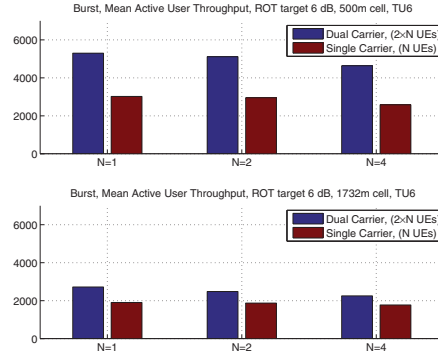 Burst, Mean Active User Throughput, ROT target 6 dB, 500m cell, TU6
6000
4000
2000
0
Dual Carrier, (2×N UEs)
Single Carrier, (N UEs)
N=1
N=2
N=4
Burst, Mean Active User Throughput, ROT target 6 dB, 1732m cell, TU6
6000
4000
2000
0
Dual Carrier, (2×N UEs)
Single Carrier, (N UEs)
N=1
N=2
N=4